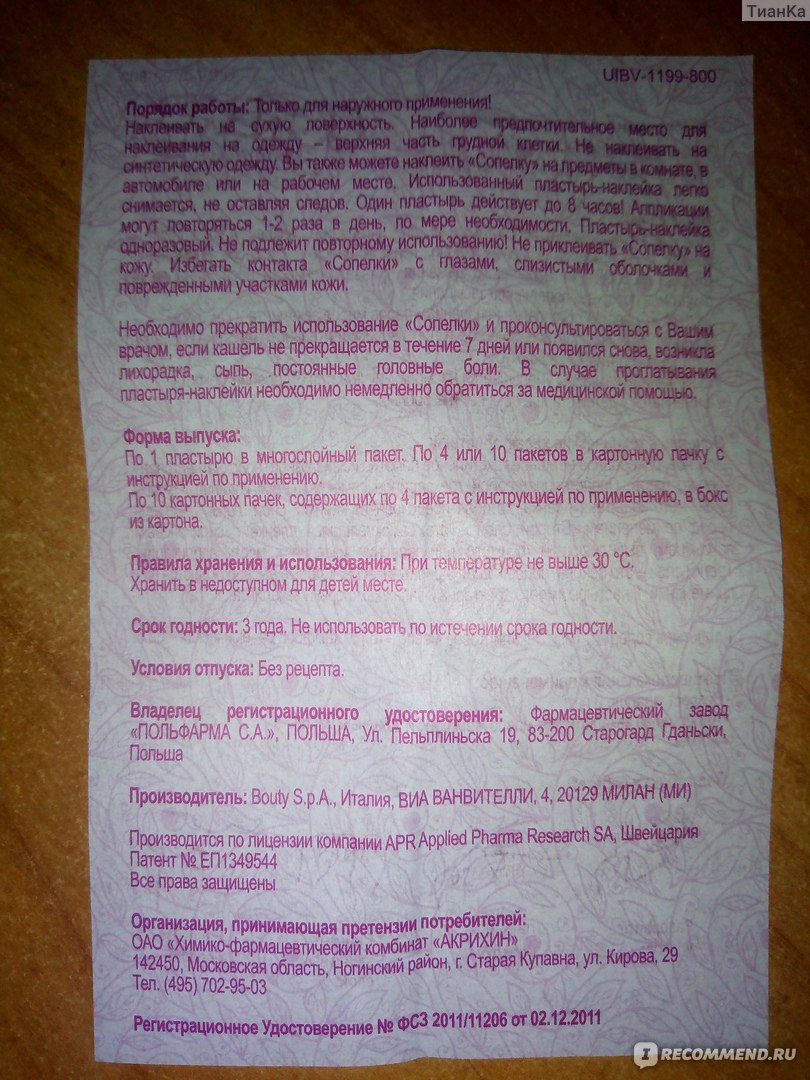 ТианКа
UIBV-1199-800
Порядок работы: Только для наружного применения!
Наклеивать на сухую поверхность. Наиболее предпочтительное место для
наклеивания на одежду – верхняя часть грудной клетки. Не наклеивать на
синтетическую одежду. Вы также можете наклеить «Сопелку» на предметы в комнате, в
автомобиле или на рабочем месте. Использованный пластырь-наклейка легко
снимается, не оставляя следов. Один пластырь действует до 8 часов! Аппликации
могут повторяться 1-2 раза в день, по мере необходимости. Пластырь-наклейка
одноразовый. Не подлежит повторному использованию! Не приклеивать «Сопелку» на
кожу. Избегать контакта «Сопелки» с глазами, слизистыми оболочками и
поврежденными участками кожи.
Необходимо прекратить использование «Сопелки» и проконсультироваться с Вашим
врачом, если кашель не прекращается в течение 7 дней или появился снова, возникла
лихорадка, сыпь, постоянные головные боли. В случае проглатывания
пластыря-наклейки необходимо немедленно обратиться за медицинской помощью.
Форма выпуска:
По 1 пластырю в многослойный пакет. По 4 или 10 пакетов в картонную пачку с
инструкцией по применению.
По 10 картонных пачек, содержащих по 4 пакета с инструкцией по применению, в бокс
из картона.
Правила хранения и использования: При температуре не выше 30 °C.
Хранить в недоступном для детей месте.
Срок годности: 3 года. Не использовать по истечении срока годности.
Условия отпуска: Без рецепта.
Владелец регистрационного удостоверения: Фармацевтический завод
«ПОЛЬФАРМА С.А.», ПОЛЬША, Ул. Пельплиньска 19, 83-200 Старогард Гданьски,
Польша
Производитель: Bouty S.p.A., Италия, ВИА ВАНВИТЕЛЛИ, 4, 20129 МИЛАН (МИ)
Производится по лицензии компании APR Applied Pharma Research SA, Швейцария
Патент № ЕП1349544
Все права защищены
Организация, принимающая претензии потребителей:
ОАО «Химико-фармацевтический комбинат «АКРИХИН»
142450, Московская область, Ногинский район, г. Старая Купавна, ул. Кирова, 29
Тел. (495) 702-95-03
Регистрационное Удостоверение № ФСЗ 2011/11206 от 02.12.2011
IRECOMMEND.RU